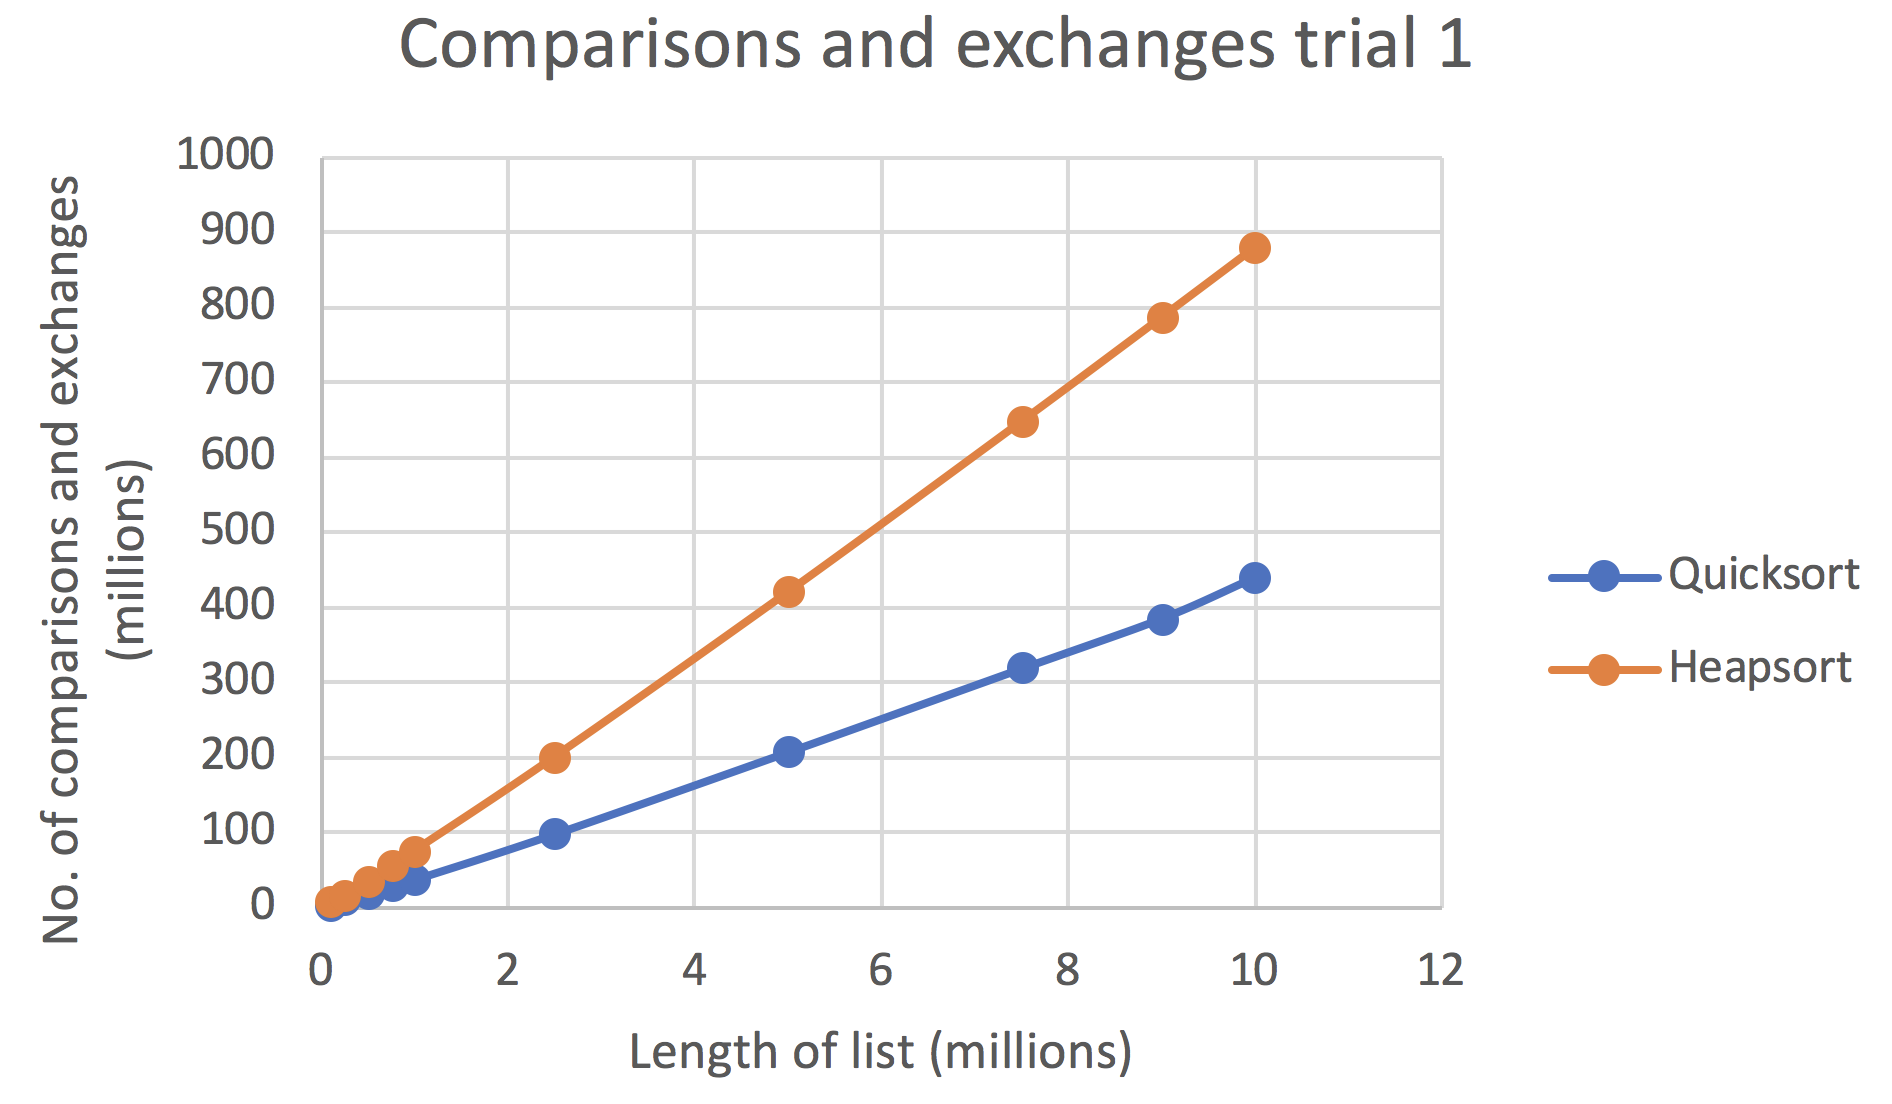 Comparisons and exchanges trial 1
No. of comparisons and exchanges
(millions)
1000
900
800
700
600
500
400
300
200
100
0
0 2 4 6 8 10 12
Length of list (millions)
Quicksort
Heapsort